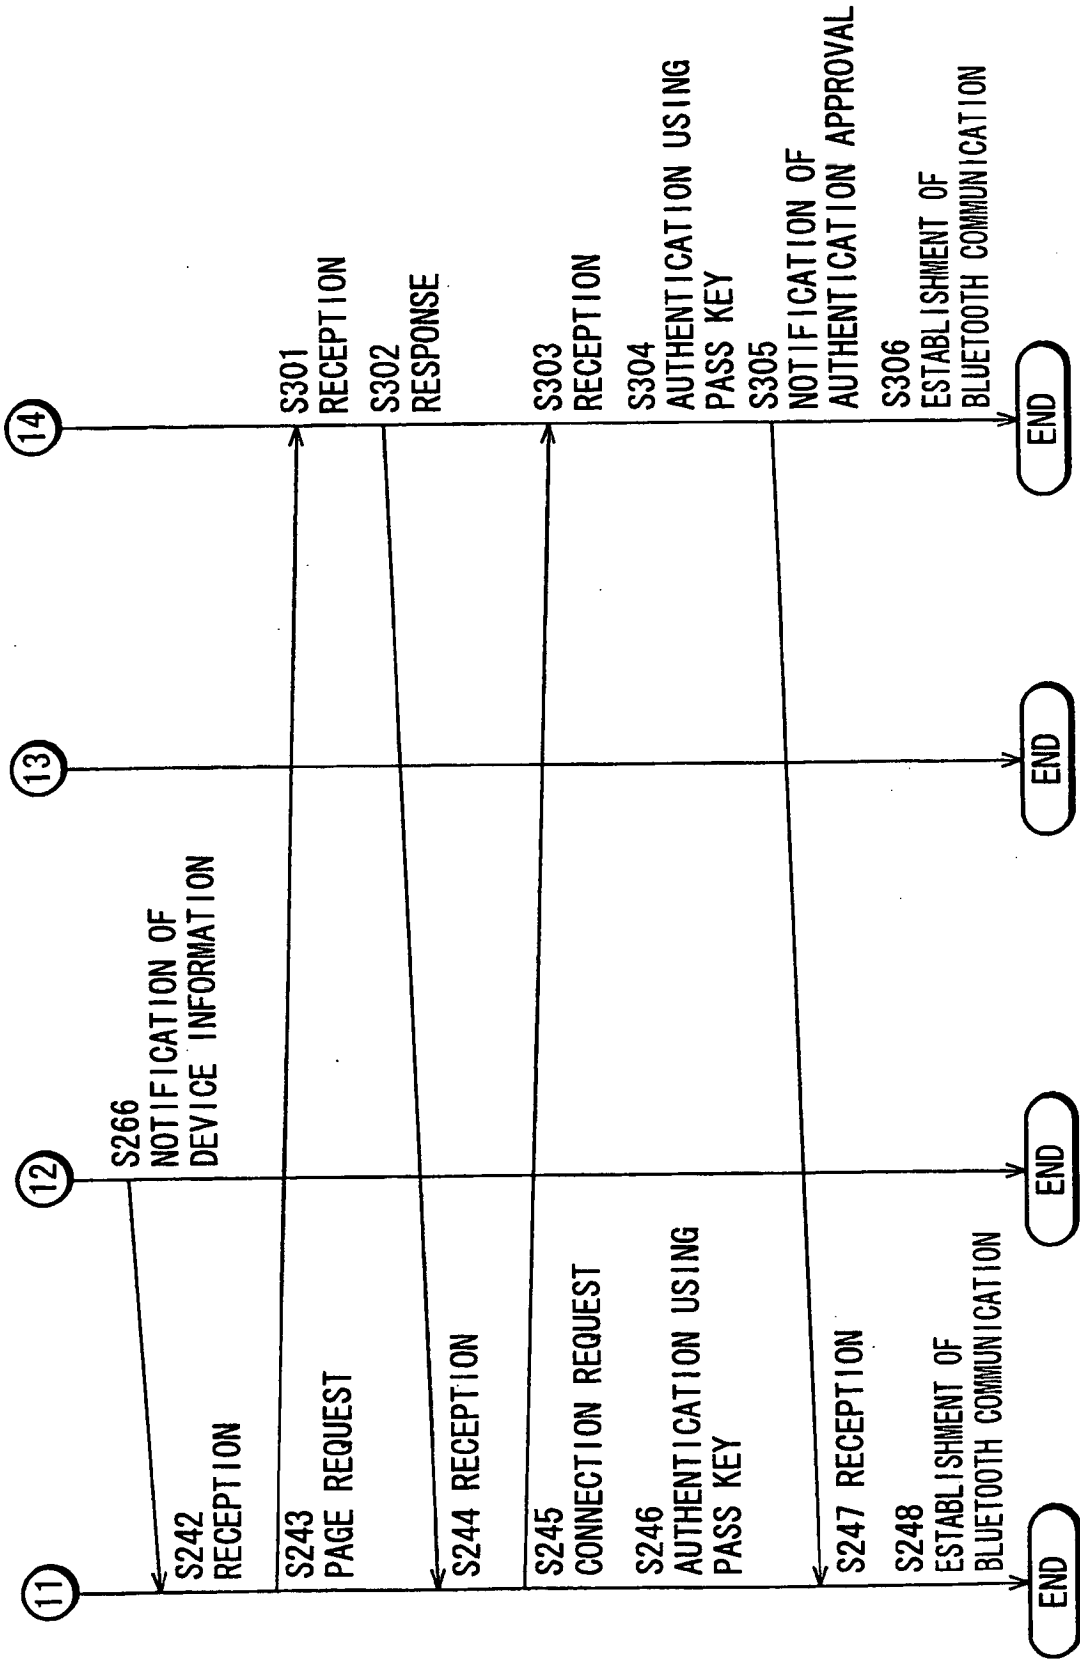 11
12
13
14
S266
NOTIFICATION OF
DEVICE INFORMATION
S242
RECEPTION
S243
PAGE REQUEST
S301
RECEPTION
S302
RESPONSE
S244 RECEPTION
S245
CONNECTION REQUEST
S303
RECEPTION
S246
AUTHENTICATION USING
PASS KEY
S304
AUTHENTICATION USING
PASS KEY
S305
NOTIFICATION OF
AUTHENTICATION APPROVAL
S247 RECEPTION
S248
ESTABLISHMENT OF
BLUETOOTH COMMUNICATION
S306
ESTABLISHMENT OF
BLUETOOTH COMMUNICATION
END
END
END
END